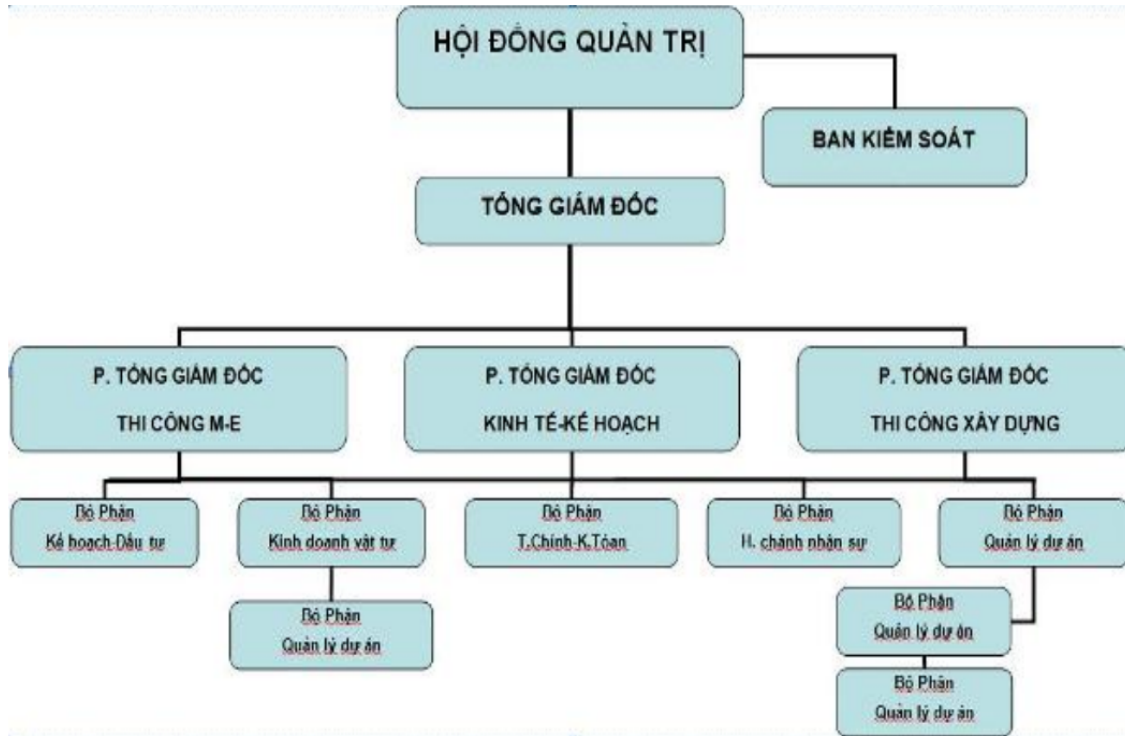 HỘI ĐỒNG QUẢN TRỊ
BAN KIỂM SOÁT
TỔNG GIÁM ĐỐC
P. TỔNG GIÁM ĐỐC
THI CÔNG M-E
P. TỔNG GIÁM ĐỐC
KINH TẾ-KẾ HOẠCH
P. TỔNG GIÁM ĐỐC
THI CÔNG XÂY DỰNG
Bộ Phận
Kế hoạch-Đầu tư
Bộ Phận
Kinh doanh vật tư
Bộ Phận
T.Chính-K.Tóan
Bộ Phận
H. chánh nhận sự
Bộ Phận
Quản lý dự án
Bộ Phận
Quản lý dự án
Bộ Phận
Quản lý dự án
Bộ Phận
Quản lý dự án